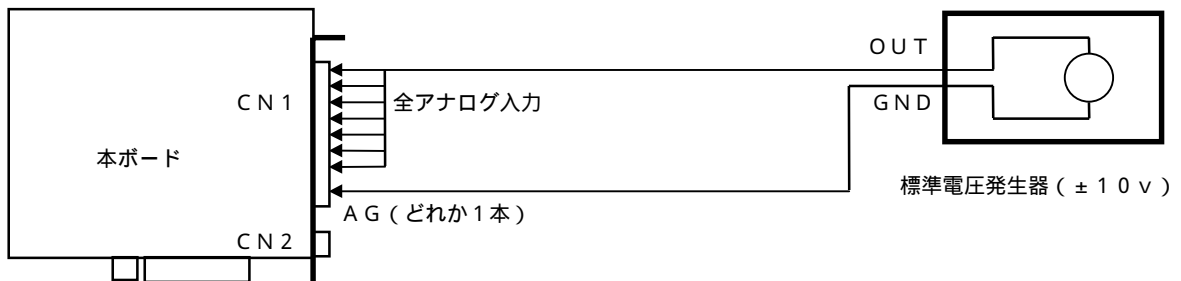 OUT
CN1
全アナログ入力
GND
本ボード
標準電圧発生器(±10v)
AG(どれか1本)
CN2